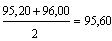 (95,20 + 96,00) / 2 = 95,60